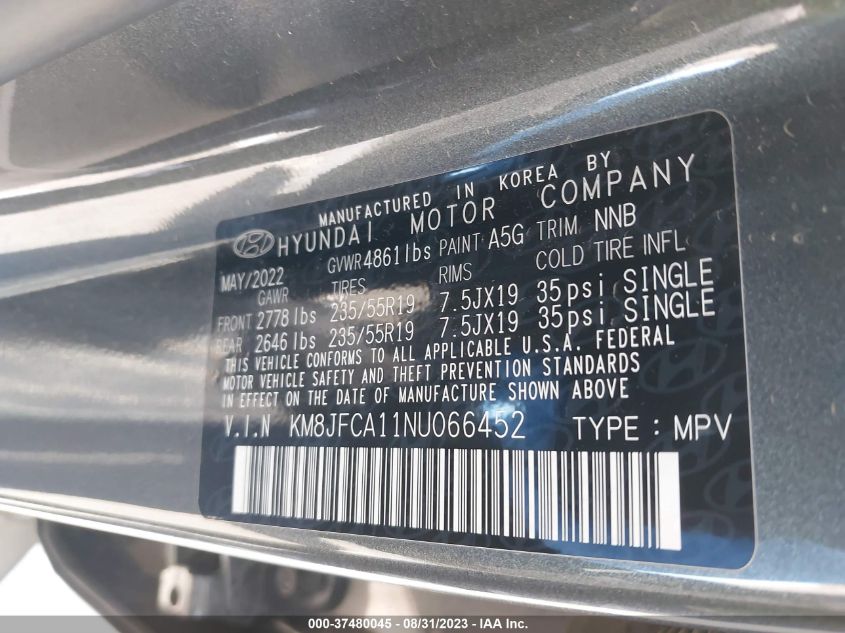 MANUFACTURED IN KOREA BY
HYUNDAI MOTOR COMPANY
MAY/2022 GVWR 4861 lbs PAINT A5G TRIM NNB
GAWR TIRES RIMS COLD TIRE INFL
FRONT 2778 lbs 235/55R19 7.5JX19 35psi SINGLE
REAR 2646 lbs 235/55R19 7.5JX19 35psi SINGLE
THIS VEHICLE CONFORMS TO ALL APPLICABLE U.S.A. FEDERAL
MOTOR VEHICLE SAFETY AND THEFT PREVENTION STANDARDS
IN EFFECT ON THE DATE OF MANUFACTURE SHOWN ABOVE
V.I.N KM8JFCA11NU066452 TYPE : MPV
000-37480045 - 08/31/2023 - © IAA Inc.